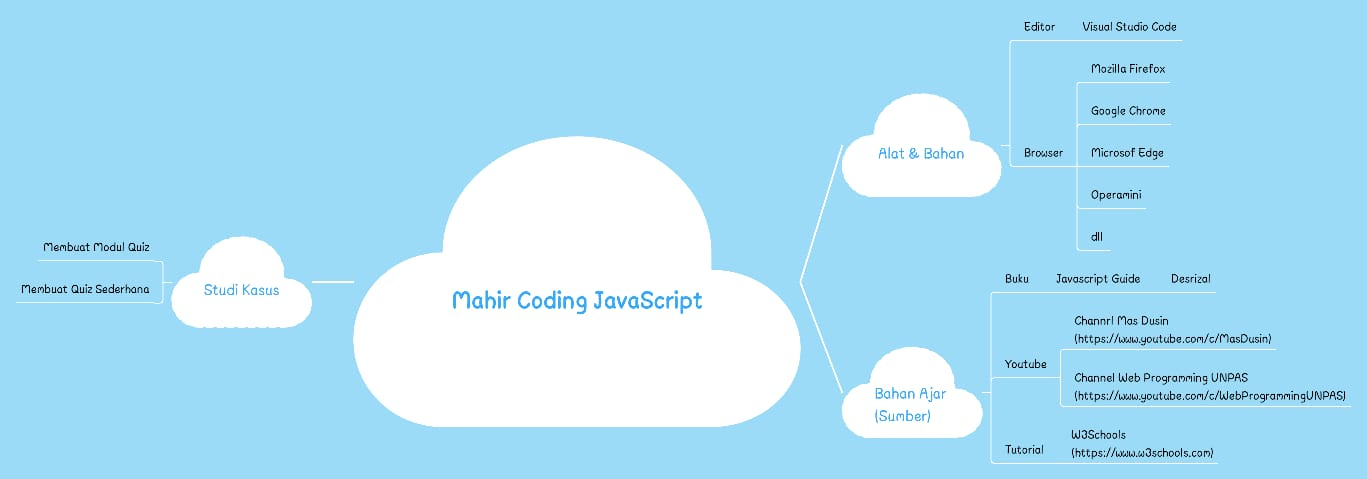 Mahir Coding JavaScript
Alat & Bahan
Editor
Visual Studio Code
Browser
Mozilla Firefox
Google Chrome
Microsof Edge
Operamini
dll
Bahan Ajar
(Sumber)
Buku
Javascript Guide
Desrizal
Youtube
Channrl Mas Dusin
(https://www.youtube.com/c/MasDusin)
Channel Web Programming UNPAS
(https://www.youtube.com/c/WebProgrammingUNPAS)
Tutorial
W3Schools
(https://www.w3schools.com)
Studi Kasus
Membuat Modul Quiz
Membuat Quiz Sederhana